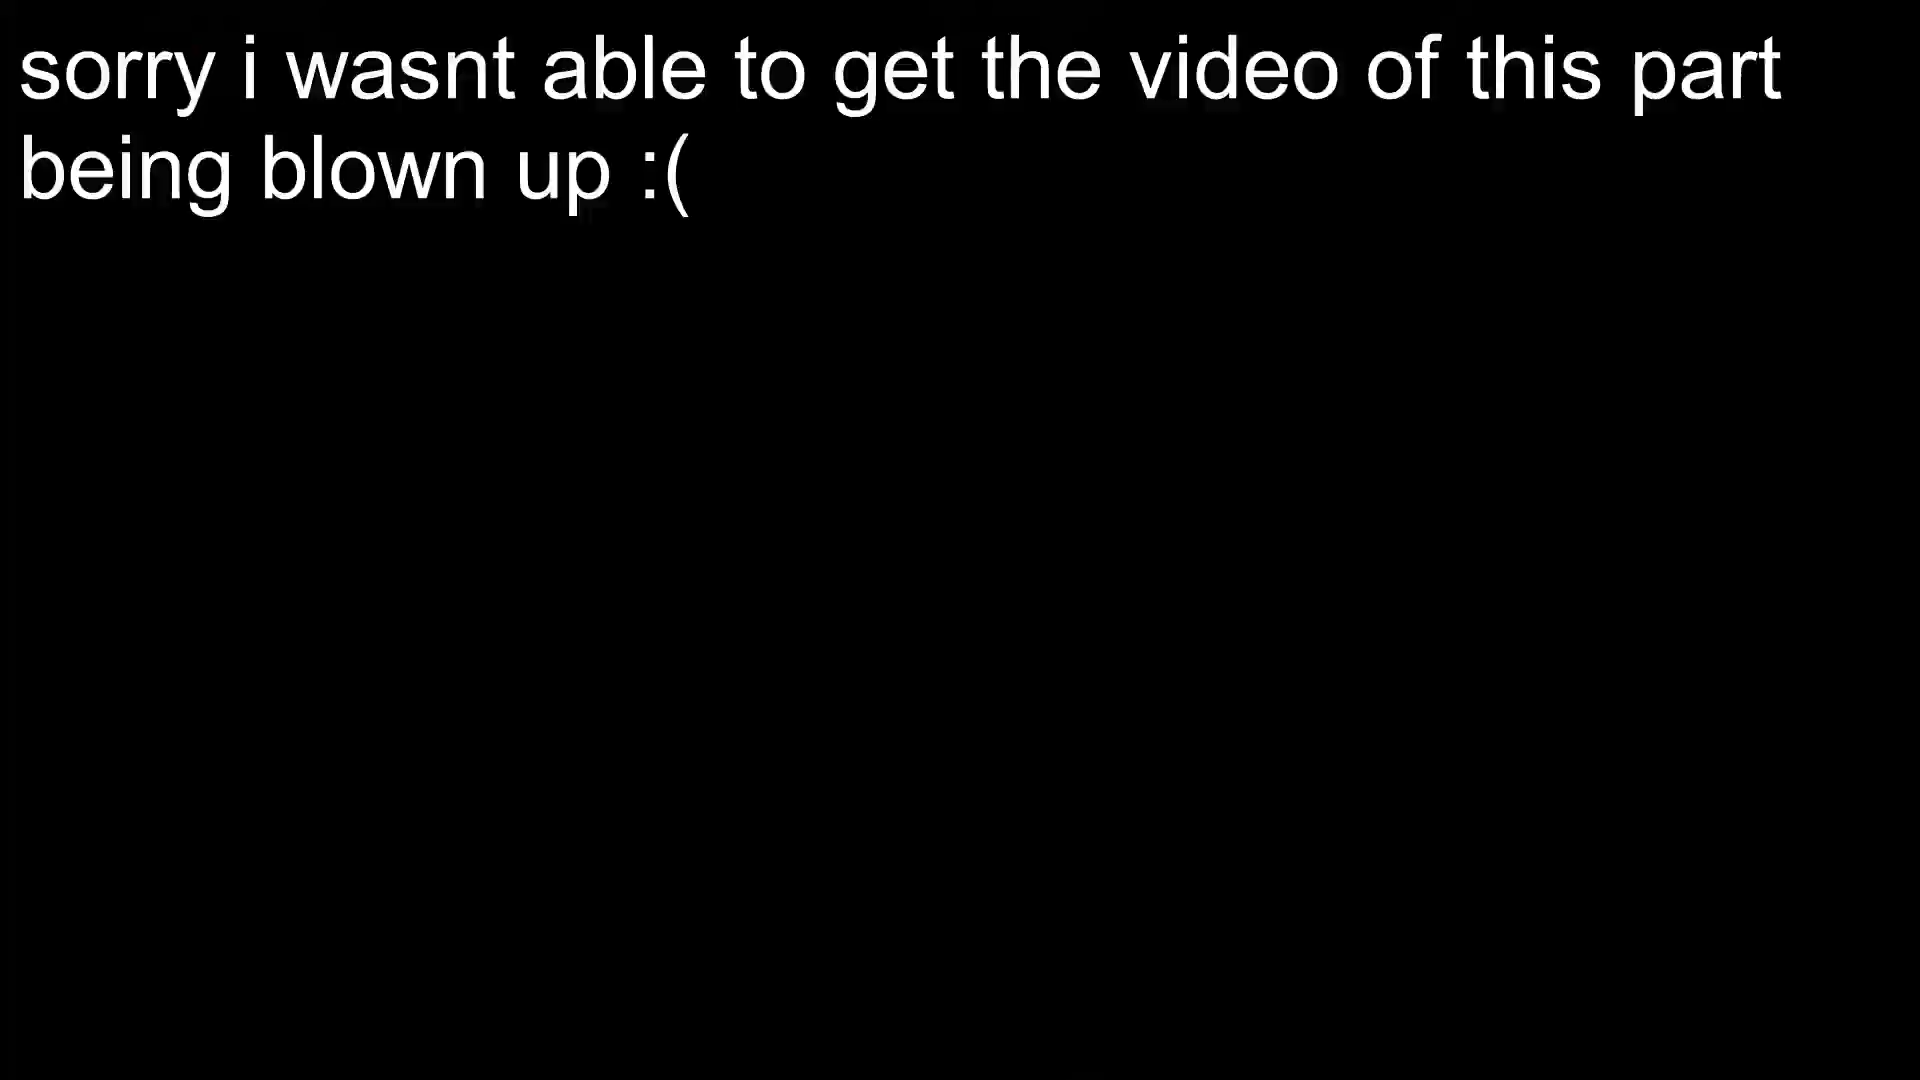 sorry i wasnt able to get the video of this part
being blown up :(